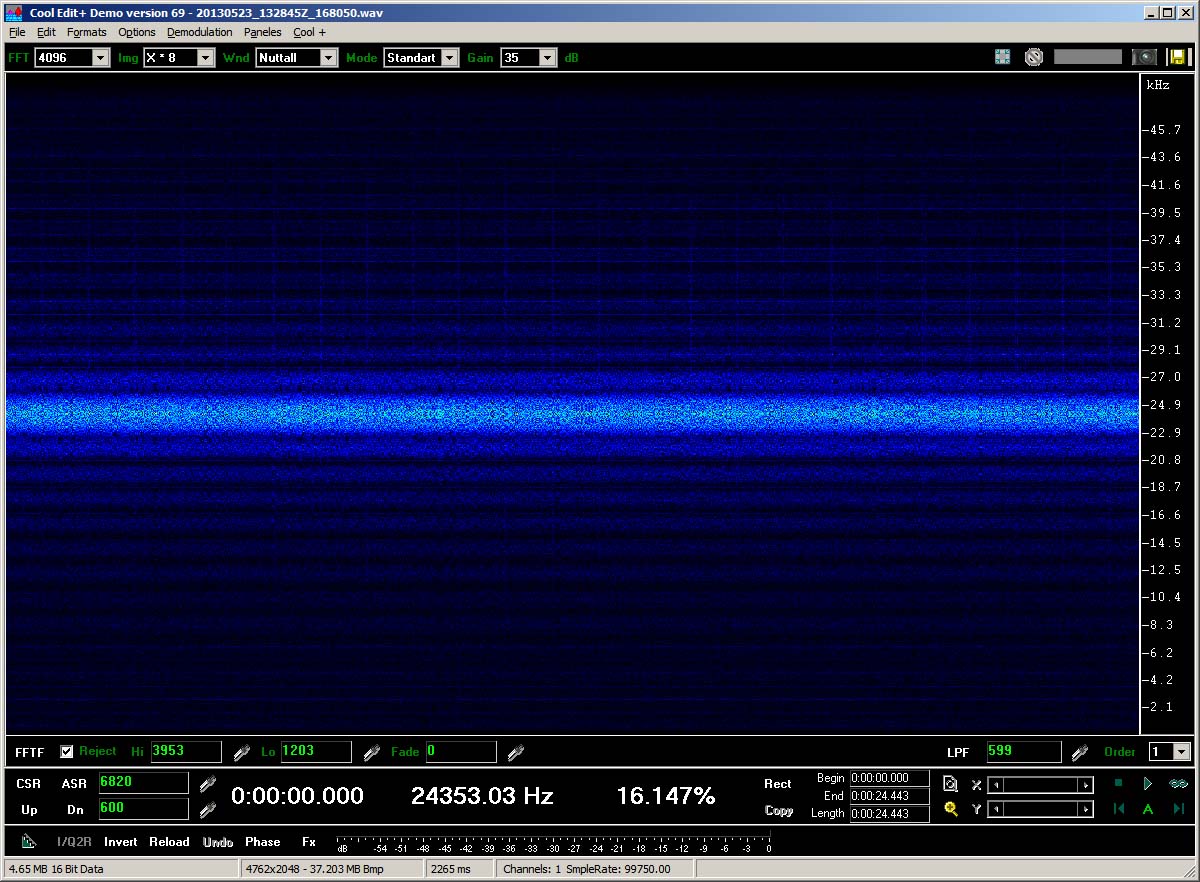 Cool Edit+ Demo version 69 - 20130523_132845Z_168050.wav
File Edit Formats Options Demodulation Paneles Cool +
FFT 4096 Img X * 8 Wnd Nuttall Mode Standart Gain 35 dB
kHz
45.7
43.6
41.6
39.5
37.4
35.3
33.3
31.2
29.1
27.0
24.9
22.9
20.8
18.7
16.6
14.5
12.5
10.4
8.3
6.2
4.2
2.1
FFTF Reject Hi 3953 Lo 1203 Fade 0 LPF 599 Order 1
CSR ASR 6820
Up Dn 600
0:00:00.000 24353.03 Hz 16.147%
Rect Begin 0:00:00.000 X
End 0:00:24.443
Copy Length 0:00:24.443 Y A
I/Q2R Invert Reload Undo Phase Fx dB -54 -51 -48 -45 -42 -39 -36 -33 -30 -27 -24 -21 -18 -15 -12 -9 -6 -3 0
4.65 MB 16 Bit Data 4762x2048 - 37.203 MB Bmp 2265 ms Channels: 1 SmpleRate: 99750.00